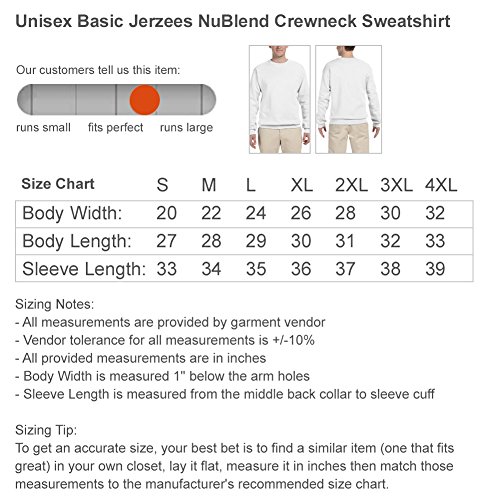 Unisex Basic Jerzees NuBlend Crewneck Sweatshirt
Our customers tell us this item:
runs small fits perfect runs large
Size Chart S M L XL 2XL 3XL 4XL
Body Width: 20 22 24 26 28 30 32
Body Length: 27 28 29 30 31 32 33
Sleeve Length: 33 34 35 36 37 38 39
Sizing Notes:
- All measurements are provided by garment vendor
- Vendor tolerance for all measurements is +/-10%
- All provided measurements are in inches
- Body Width is measured 1" below the arm holes
- Sleeve Length is measured from the middle back collar to sleeve cuff
Sizing Tip:
To get an accurate size, your best bet is to find a similar item (one that fits
great) in your own closet, lay it flat, measure it in inches then match those
measurements to the manufacturer's recommended size chart.